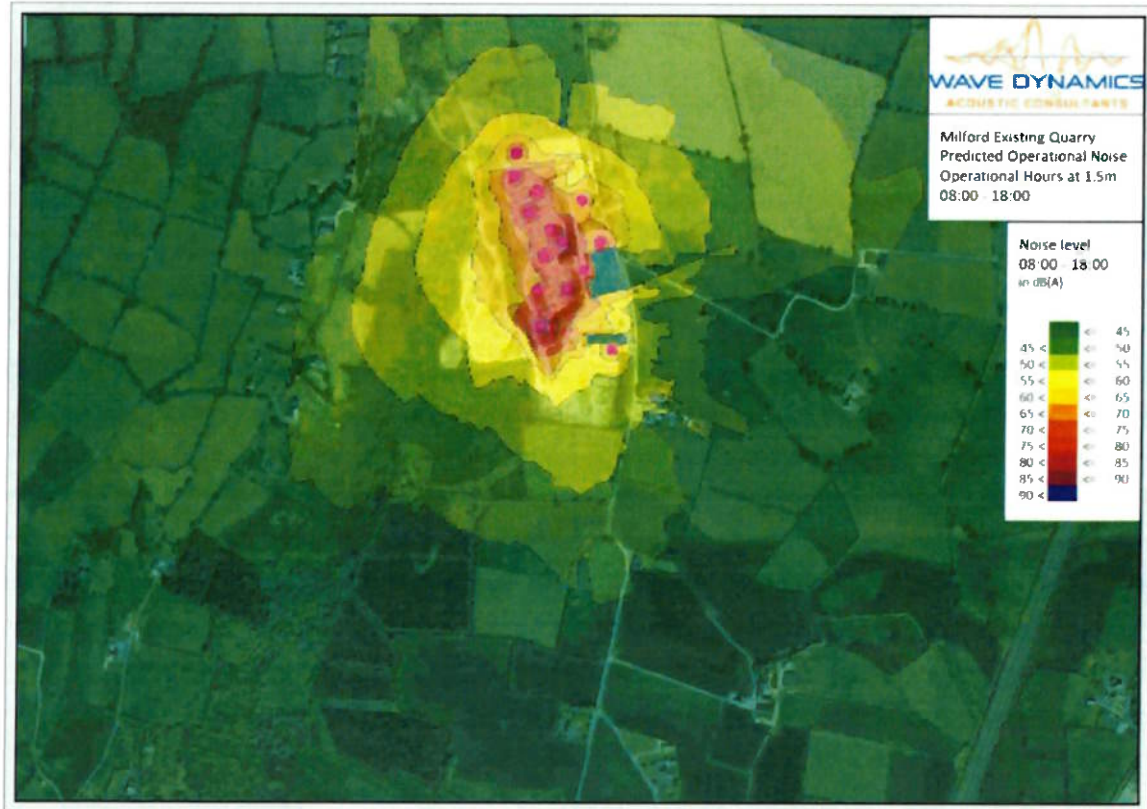 WAVE DYNAMICS
ACOUSTIC CONSULTANTS
Milford Existing Quarry
Predicted Operational Noise
Operational Hours at 1.5m
08:00 - 18:00
Noise level
08:00 - 18:00
in dB(A)
<= 45
45 < <= 50
50 < <= 55
55 < <= 60
60 < <= 65
65 < <= 70
70 < <= 75
75 < <= 80
80 < <= 85
85 < <= 90
90 <